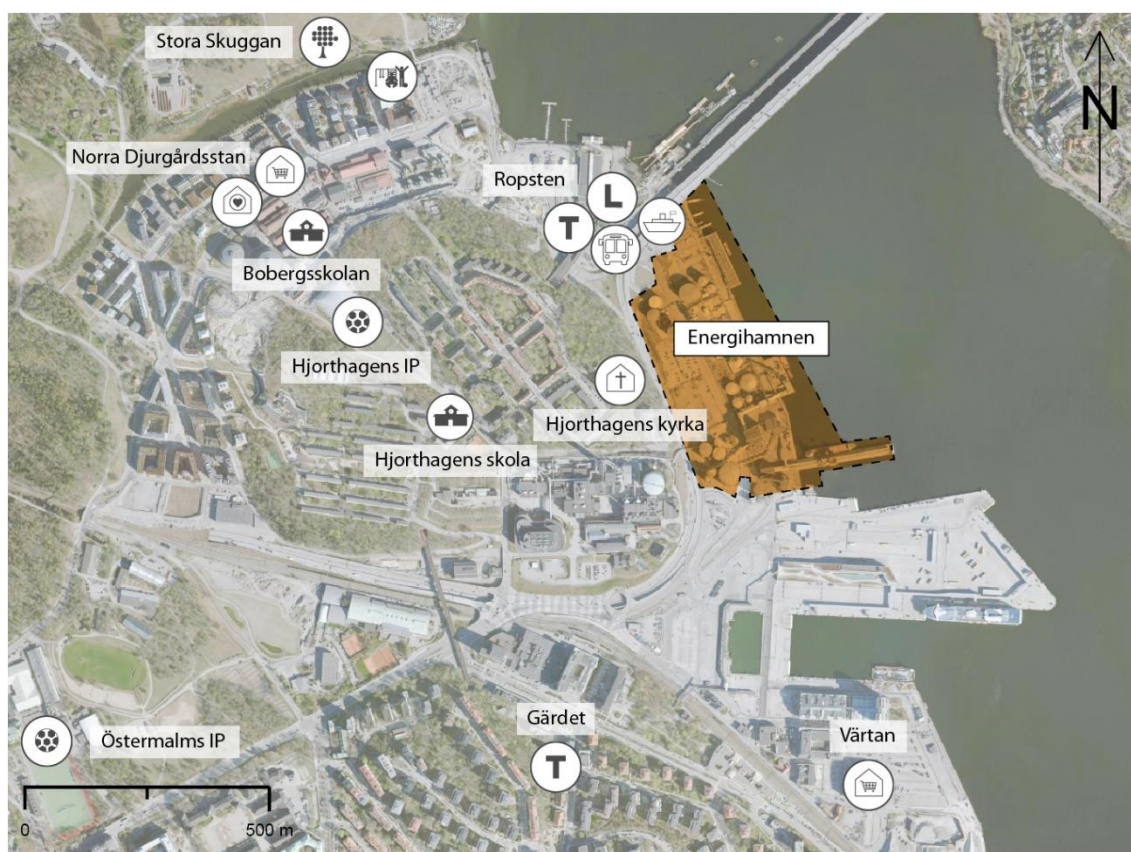 Stora Skuggan
N
Norra Djurgårdsstan
Ropsten
L
T
Bobergsskolan
Energihamnen
Hjorthagens IP
Hjorthagens kyrka
Hjorthagens skola
Gärdet
T
Värtan
Östermalms IP
0
500 m